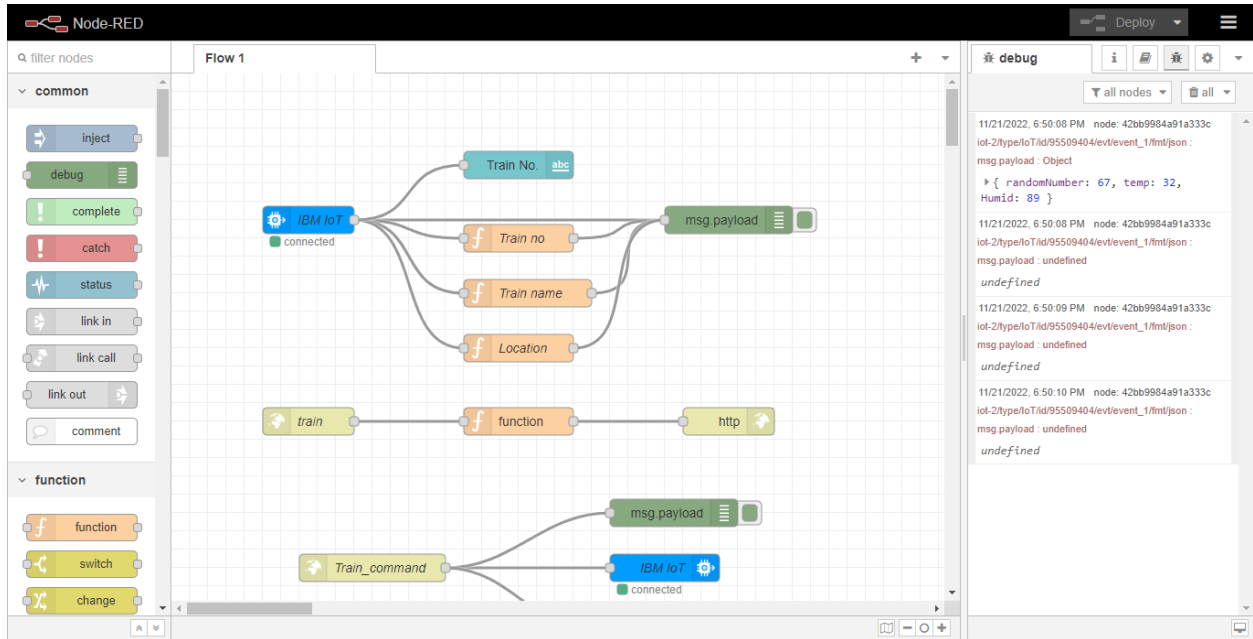 Node-RED
Deploy
filter nodes
Flow 1
debug
i
all nodes
all
common
inject
debug
complete
catch
status
link in
link call
link out
comment
function
function
switch
change
Train No.
abc
IBM IoT
connected
msg.payload
f
Train no
f
Train name
f
Location
train
f
function
http
msg.payload
Train_command
IBM IoT
connected
11/21/2022, 6:50:08 PM node: 42bb9984a91a333c
iot-2/type/IoT/id/95509404/evt/event_1/fmt/json :
msg.payload : Object
{ randomNumber: 67, temp: 32,
Humid: 89 }
11/21/2022, 6:50:08 PM node: 42bb9984a91a333c
iot-2/type/IoT/id/95509404/evt/event_1/fmt/json :
msg.payload : undefined
undefined
11/21/2022, 6:50:09 PM node: 42bb9984a91a333c
iot-2/type/IoT/id/95509404/evt/event_1/fmt/json :
msg.payload : undefined
undefined
11/21/2022, 6:50:10 PM node: 42bb9984a91a333c
iot-2/type/IoT/id/95509404/evt/event_1/fmt/json :
msg.payload : undefined
undefined